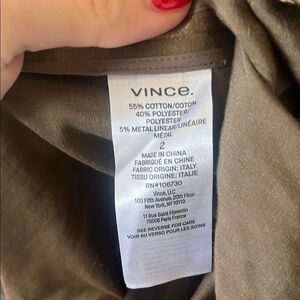 VINCE.
55% COTTON/COTON
40% POLYESTER/
POLYESTER
5% METAL LINEAR/LINÉAIRE
MÉTAL
2
MADE IN CHINA
FABRIQUÉ EN CHINE
FABRIC ORIGIN: ITALY
TISSU ORIGINE: ITALIE
RN#106730
Vince, LLC
500 Fifth Avenue, 20th Floor
New York, NY 10110
11 Rue Saint Florentin
75008 Paris France
SEE REVERSE FOR CARE
VOIR AU VERSO POUR LES SOINS